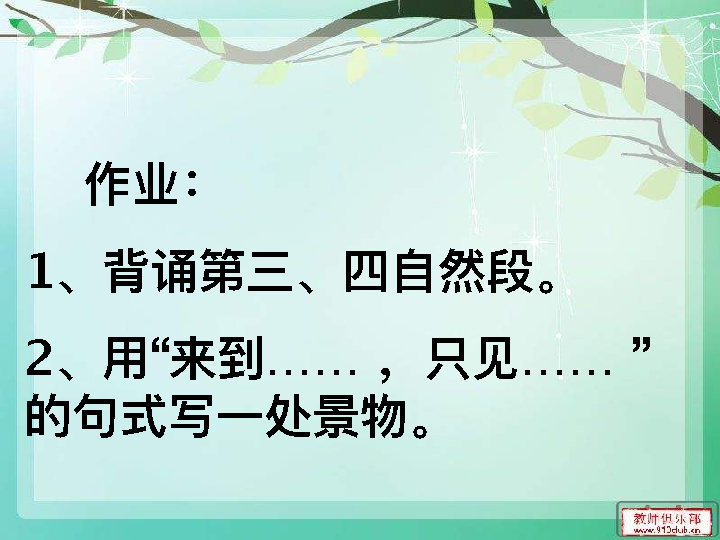 作业：
1、背诵第三、四自然段。
2、用“来到……，只见……”
的句式写一处景物。
教师俱乐部
www.910club.cn